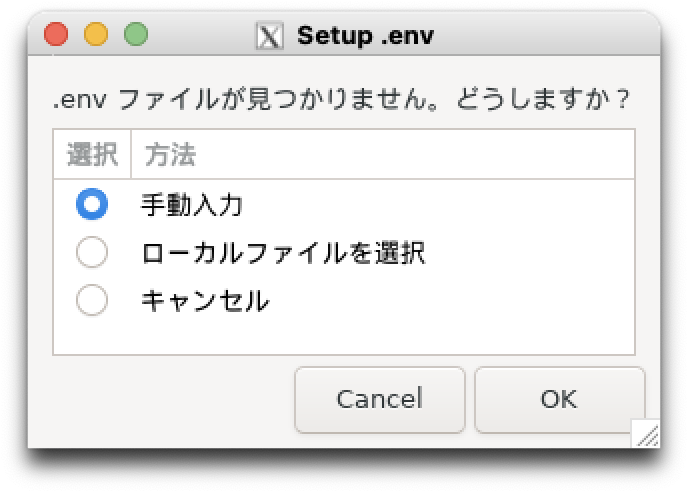 Setup .env
.env ファイルが見つかりません。どうしますか？
選択 方法
手動入力
ローカルファイルを選択
キャンセル
Cancel OK